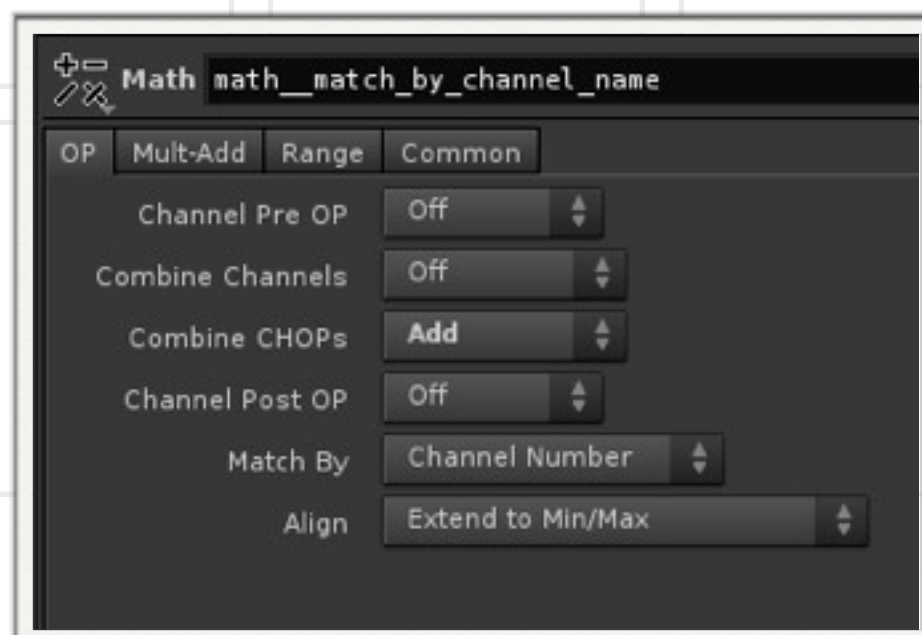 Math math__match_by_channel_name
OP Mult-Add Range Common
Channel Pre OP Off
Combine Channels Off
Combine CHOPs Add
Channel Post OP Off
Match By Channel Number
Align Extend to Min/Max